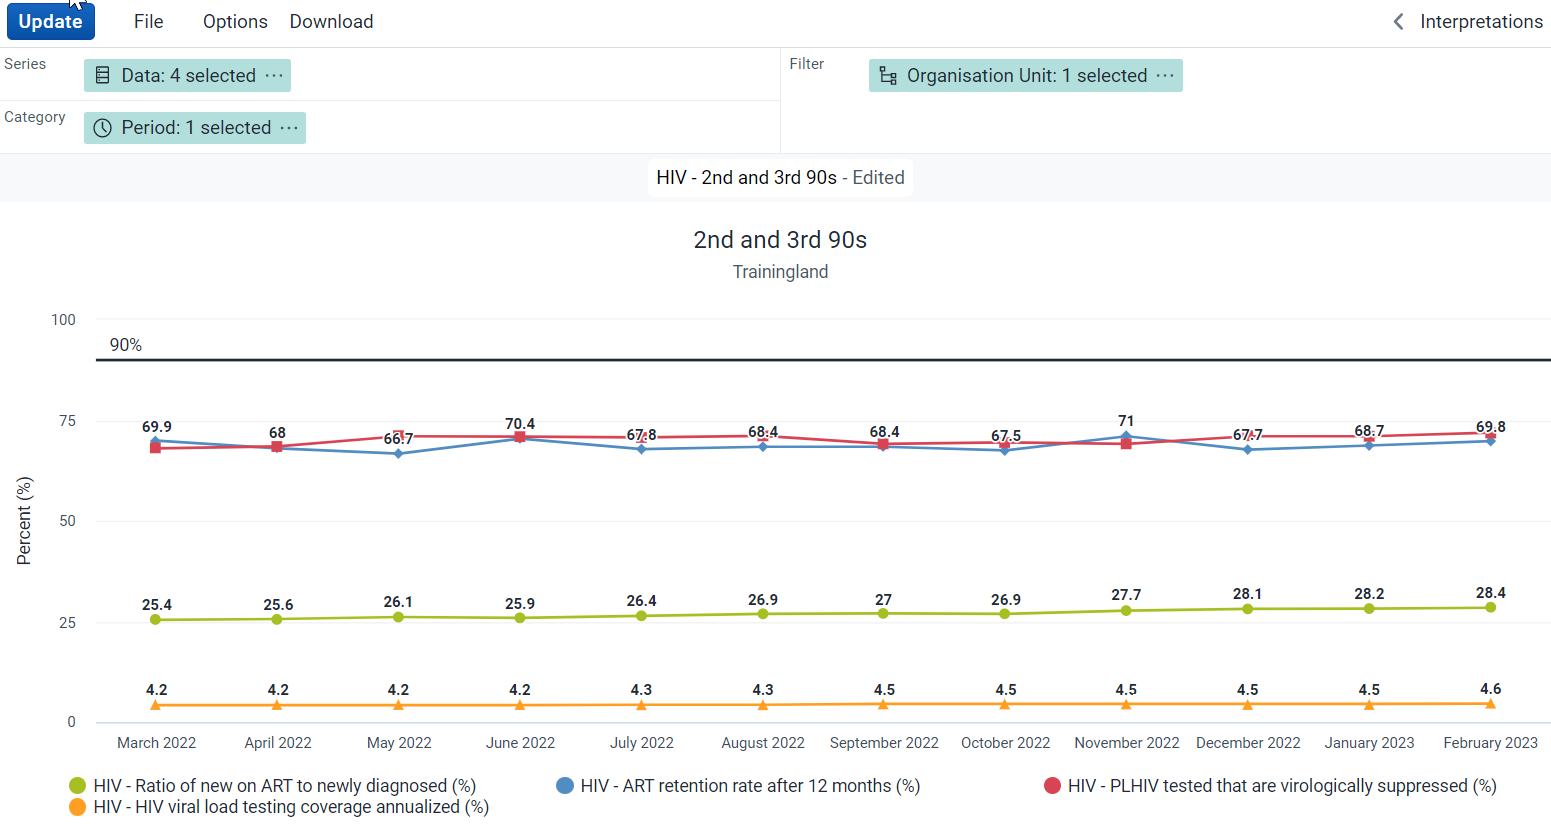 Update File Options Download Interpretations
Series Data: 4 selected ··· Filter Organisation Unit: 1 selected ···
Category Period: 1 selected ···
HIV - 2nd and 3rd 90s - Edited
2nd and 3rd 90s
Trainingland
100
90%
75
69.9 68 66.7 70.4 67.8 68.4 68.4 67.5 71 67.7 68.7 69.8
Percent (%)
50
25.4 25.6 26.1 25.9 26.4 26.9 27 26.9 27.7 28.1 28.2 28.4
25
4.2 4.2 4.2 4.2 4.3 4.3 4.5 4.5 4.5 4.5 4.5 4.6
0
March 2022 April 2022 May 2022 June 2022 July 2022 August 2022 September 2022 October 2022 November 2022 December 2022 January 2023 February 2023
HIV - Ratio of new on ART to newly diagnosed (%) HIV - ART retention rate after 12 months (%) HIV - PLHIV tested that are virologically suppressed (%)
HIV - HIV viral load testing coverage annualized (%)